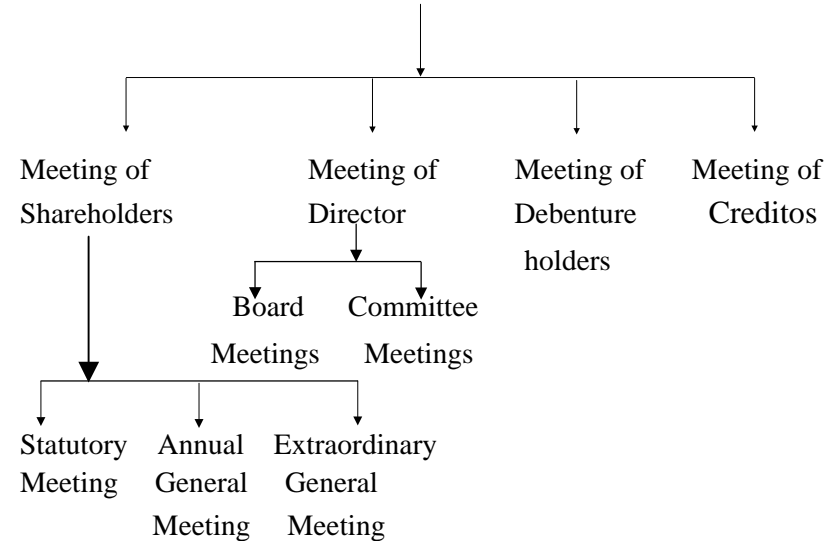 Meeting of
Shareholders
Meeting of
Director
Meeting of
Debenture
holders
Meeting of
Creditos
Board
Meetings
Committee
Meetings
Statutory
Meeting
Annual
General
Meeting
Extraordinary
General
Meeting